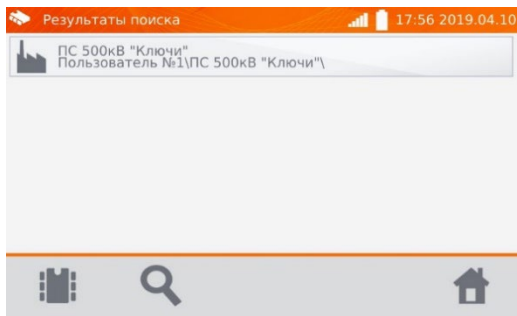 Результаты поиска
17:56 2019.04.10
ПС 500кВ "Ключи"
Пользователь №1\ПС 500кВ "Ключи"\